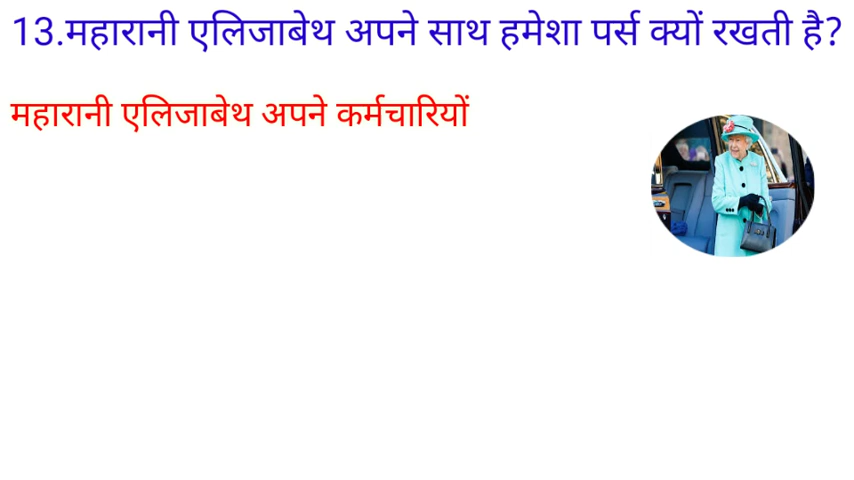 13.महारानी एलिजाबेथ अपने साथ हमेशा पर्स क्यों रखती है?
महारानी एलिजाबेथ अपने कर्मचारियों